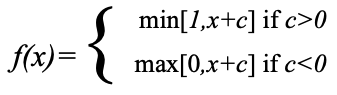 min[1,x+c] if c>0
f(x)= {
max[0,x+c] if c<0